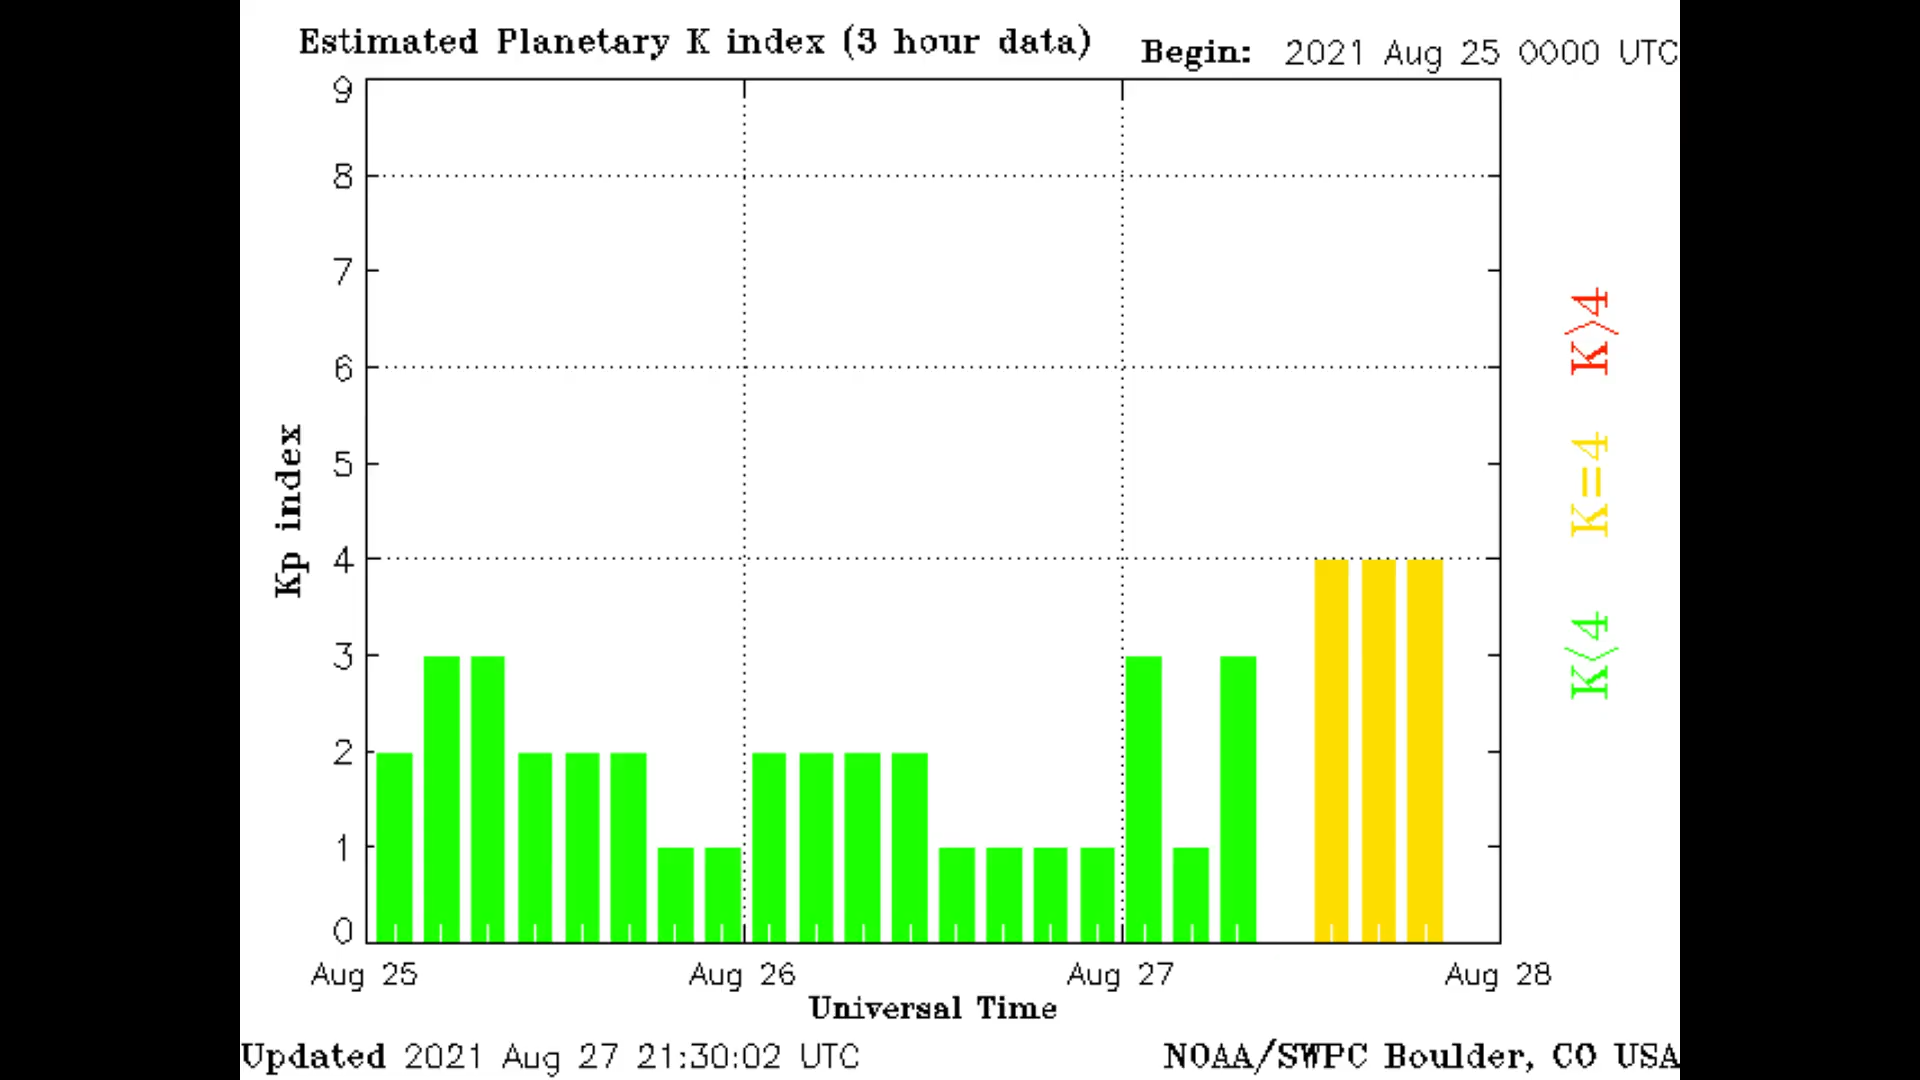 Estimated Planetary K index (3 hour data)
Begin: 2021 Aug 25 0000 UTC
9
8
7
6
5
4
3
2
1
0
Kp index
K>4
K=4
K<4
Aug 25
Aug 26
Aug 27
Aug 28
Universal Time
Updated 2021 Aug 27 21:30:02 UTC
NOAA/SWPC Boulder, CO USA